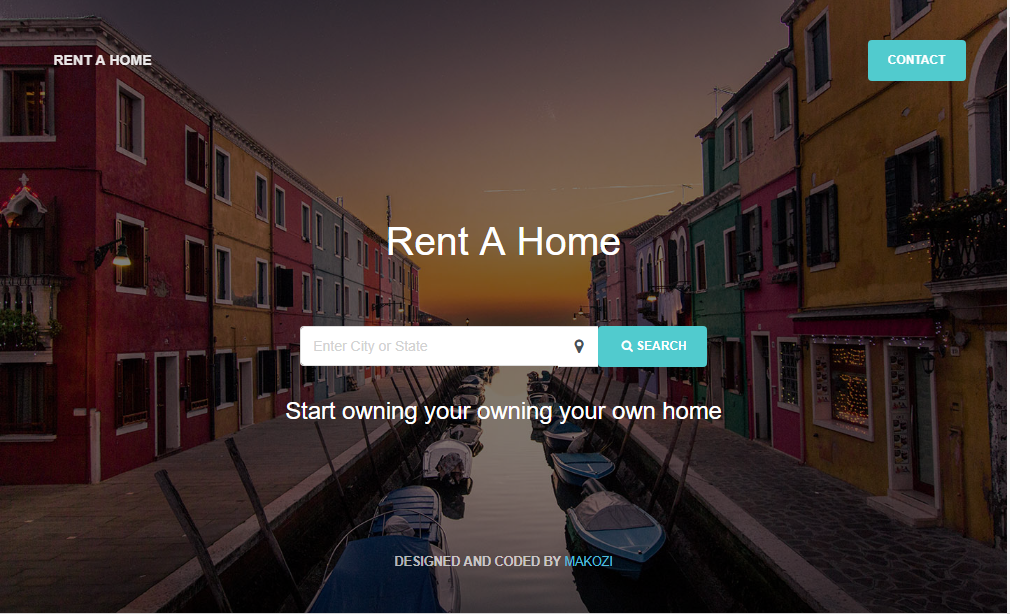 RENT A HOME
CONTACT
Rent A Home
Enter City or State
SEARCH
Start owning your owning your own home
DESIGNED AND CODED BY MAKOZI